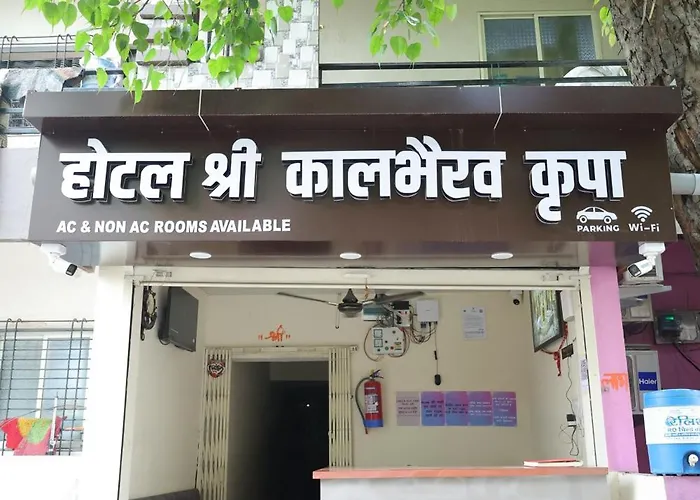 होटल श्री कालभैरव कृपा
AC & NON AC ROOMS AVAILABLE
PARKING Wi-Fi
"श्री"
Haier